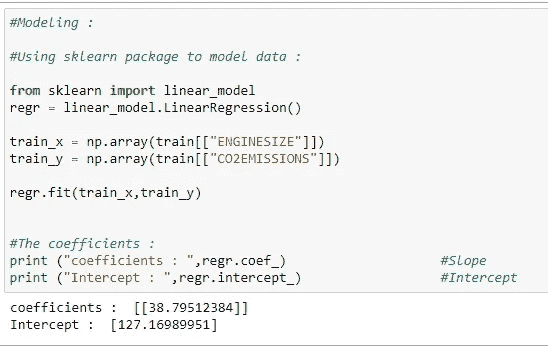 #Modeling :
#Using sklearn package to model data :
from sklearn import linear_model
regr = linear_model.LinearRegression()
train_x = np.array(train[["ENGINESIZE"]])
train_y = np.array(train[["CO2EMISSIONS"]])
regr.fit(train_x,train_y)
#The coefficients :
print ("coefficients : ",regr.coef_) #Slope
print ("Intercept : ",regr.intercept_) #Intercept
coefficients :  [[38.79512384]]
Intercept :  [127.16989951]